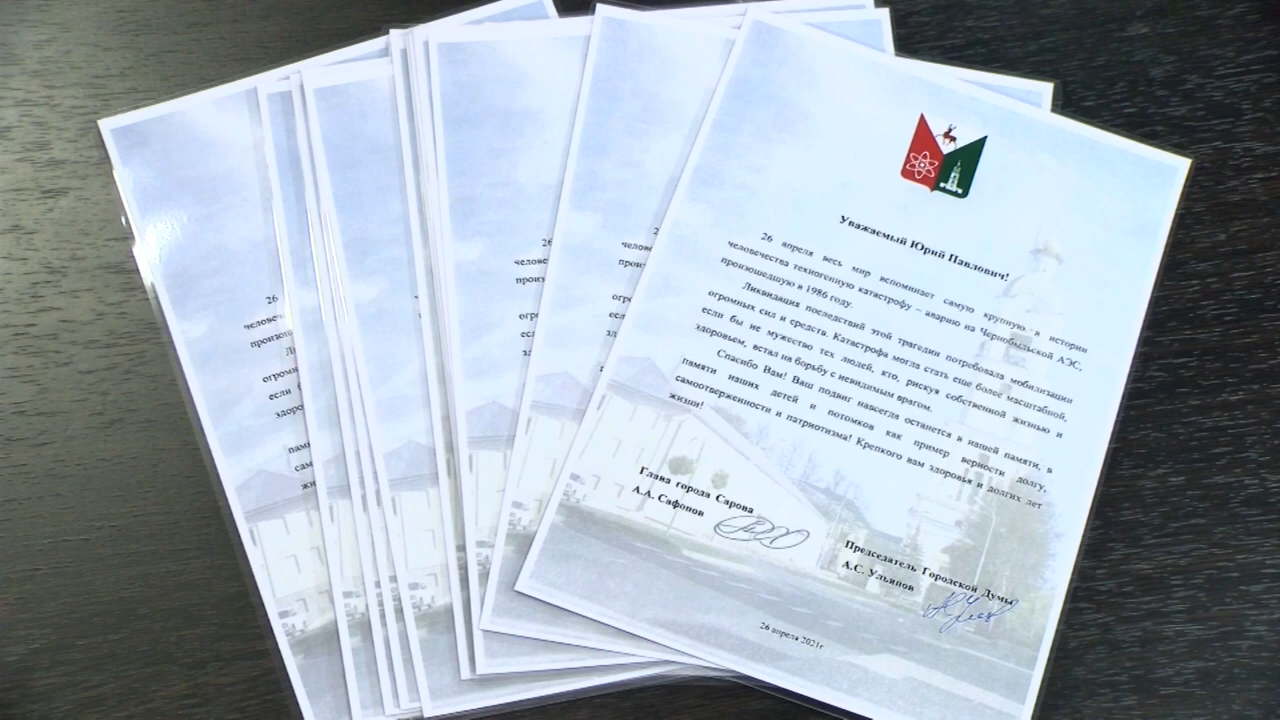 Уважаемый Юрий Павлович!
26 апреля весь мир вспоминает самую крупную в истории
человечества техногенную катастрофу – аварию на Чернобыльской АЭС,
произошедшую в 1986 году.
Ликвидация последствий этой трагедии потребовала мобилизации
огромных сил и средств. Катастрофа могла стать еще более масштабной,
если бы не мужество тех людей, кто, рискуя собственной жизнью и
здоровьем, встал на борьбу с невидимым врагом.
Спасибо Вам! Ваш подвиг навсегда останется в нашей памяти, в
памяти наших детей и потомков как пример верности долгу,
самоотверженности и патриотизма! Крепкого вам здоровья и долгих лет
жизни!
Глава города Сарова
А.А. Сафонов
Председатель Городской Думы
А.С. Ульянов
26 апреля 2021г